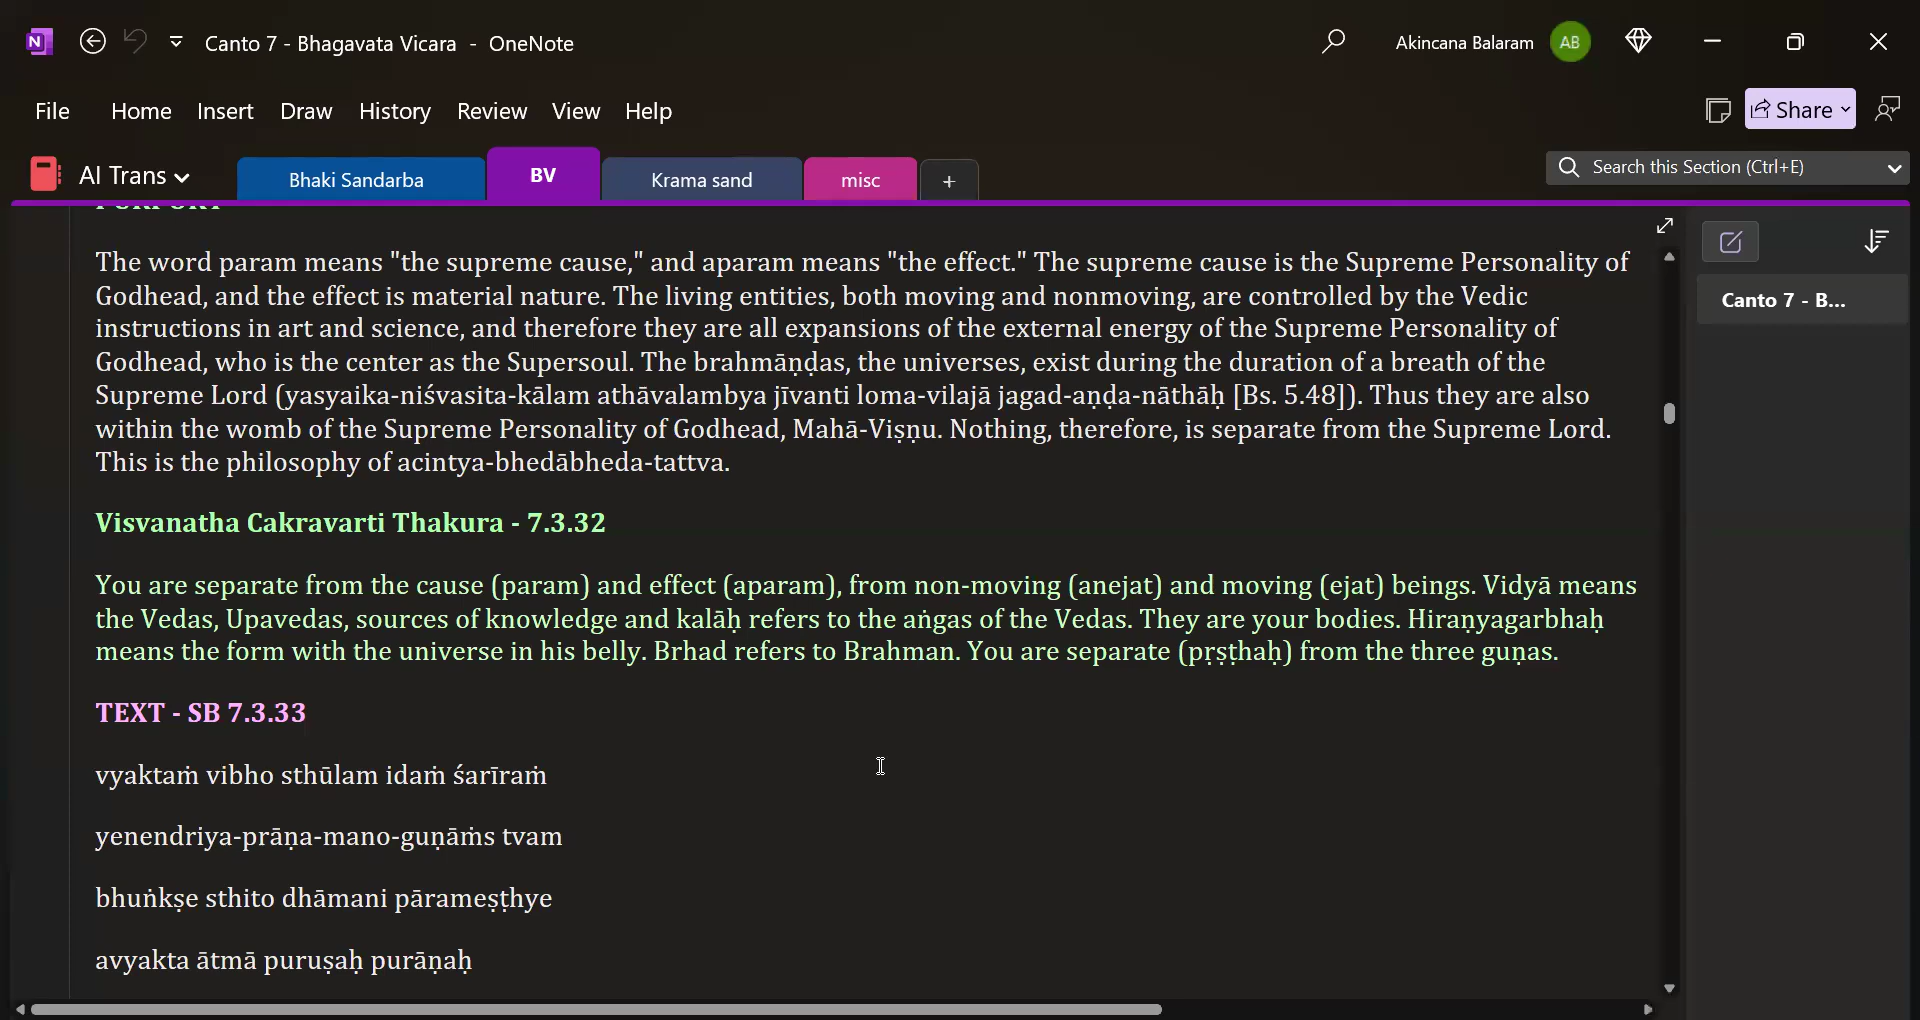 Canto 7 - Bhagavata Vicara - OneNote
Akincana Balaram
AB
File Home Insert Draw History Review View Help
Share
AI Trans
Bhaki Sandarba
BV
Krama sand
misc
+
Search this Section (Ctrl+E)
Canto 7 - B...
The word param means "the supreme cause," and aparam means "the effect." The supreme cause is the Supreme Personality of
Godhead, and the effect is material nature. The living entities, both moving and nonmoving, are controlled by the Vedic
instructions in art and science, and therefore they are all expansions of the external energy of the Supreme Personality of
Godhead, who is the center as the Supersoul. The brahmāṇḍas, the universes, exist during the duration of a breath of the
Supreme Lord (yasyaika-niśvasita-kālam athāvalambya jīvanti loma-vilajā jagad-aṇḍa-nāthāḥ [Bs. 5.48]). Thus they are also
within the womb of the Supreme Personality of Godhead, Mahā-Viṣṇu. Nothing, therefore, is separate from the Supreme Lord.
This is the philosophy of acintya-bhedābheda-tattva.
Visvanatha Cakravarti Thakura - 7.3.32
You are separate from the cause (param) and effect (aparam), from non-moving (anejat) and moving (ejat) beings. Vidyā means
the Vedas, Upavedas, sources of knowledge and kalāḥ refers to the aṅgas of the Vedas. They are your bodies. Hiraṇyagarbhaḥ
means the form with the universe in his belly. Brhad refers to Brahman. You are separate (pṛṣṭhaḥ) from the three guṇas.
TEXT - SB 7.3.33
vyaktaṁ vibho sthūlam idaṁ śarīraṁ
yenendriya-prāṇa-mano-guṇāṁs tvam
bhuṅkṣe sthito dhāmani pārameṣṭhye
avyakta ātmā puruṣaḥ purāṇaḥ